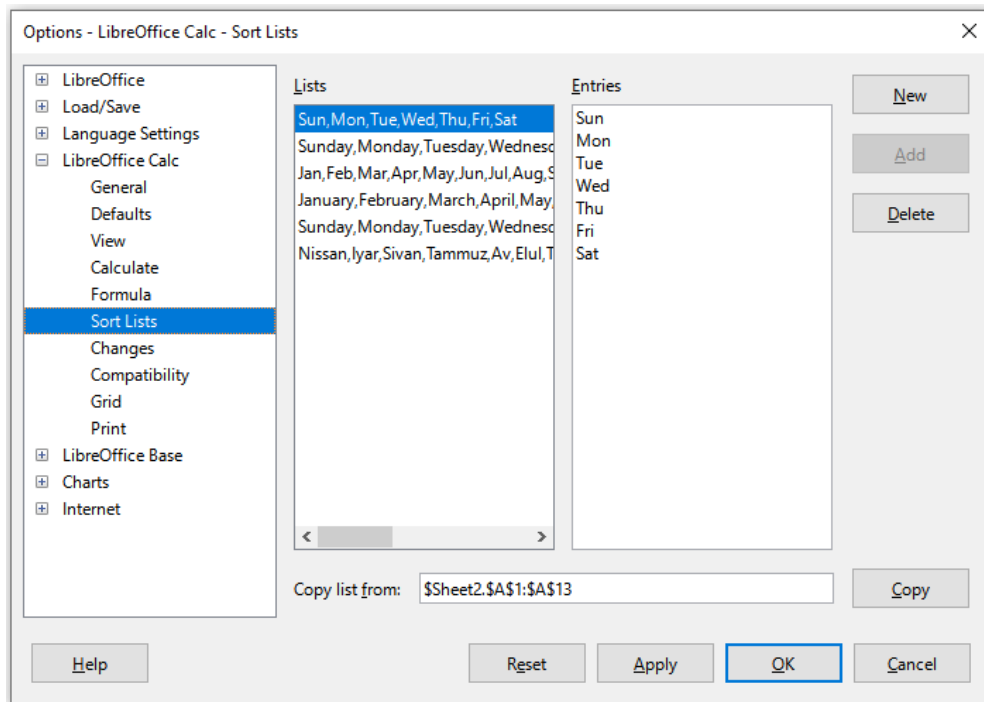 Options - LibreOffice Calc - Sort Lists
LibreOffice
Load/Save
Language Settings
LibreOffice Calc
General
Defaults
View
Calculate
Formula
Sort Lists
Changes
Compatibility
Grid
Print
LibreOffice Base
Charts
Internet
Lists
Sun,Mon,Tue,Wed,Thu,Fri,Sat
Sunday,Monday,Tuesday,Wednesd
Jan,Feb,Mar,Apr,May,Jun,Jul,Aug,S
January,February,March,April,May,
Sunday,Monday,Tuesday,Wednesd
Nissan,Iyar,Sivan,Tammuz,Av,Elul,T
Entries
Sun
Mon
Tue
Wed
Thu
Fri
Sat
New
Add
Delete
Copy list from: $Sheet2.$A$1:$A$13
Copy
Help
Reset
Apply
OK
Cancel